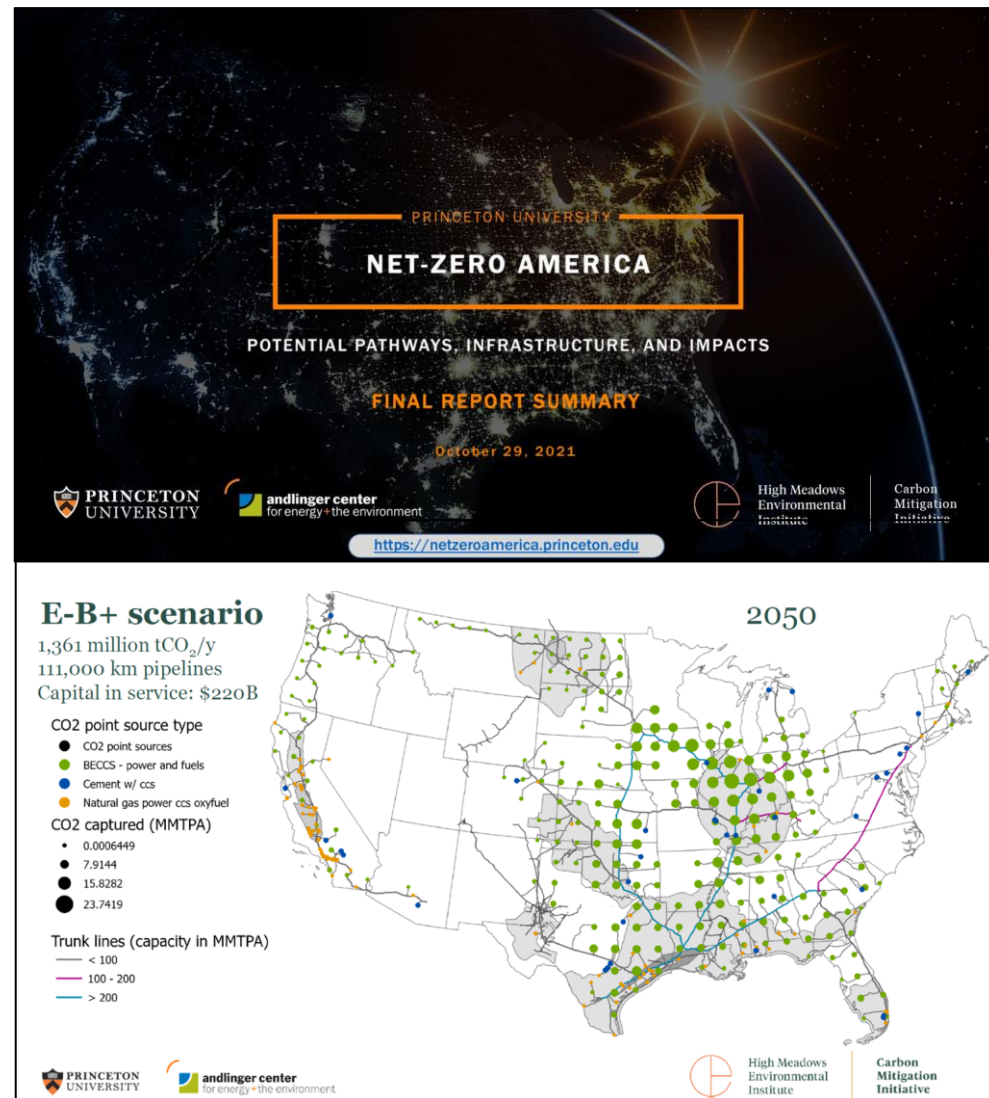 PRINCETON UNIVERSITY
NET-ZERO AMERICA
POTENTIAL PATHWAYS, INFRASTRUCTURE, AND IMPACTS
FINAL REPORT SUMMARY
October 29, 2021
PRINCETON
UNIVERSITY
andlinger center
for energy+the environment
High Meadows
Environmental
Institute
Carbon
Mitigation
Initiative
https://netzeroamerica.princeton.edu
E-B+ scenario
2050
1,361 million tCO₂/y
111,000 km pipelines
Capital in service: $220B
CO2 point source type
CO2 point sources
BECCS - power and fuels
Cement w/ ccs
Natural gas power ccs oxyfuel
CO2 captured (MMTPA)
0.0006449
7.9144
15.8282
23.7419
Trunk lines (capacity in MMTPA)
< 100
100 - 200
> 200
PRINCETON
UNIVERSITY
andlinger center
for energy+the environment
High Meadows
Environmental
Institute
Carbon
Mitigation
Initiative